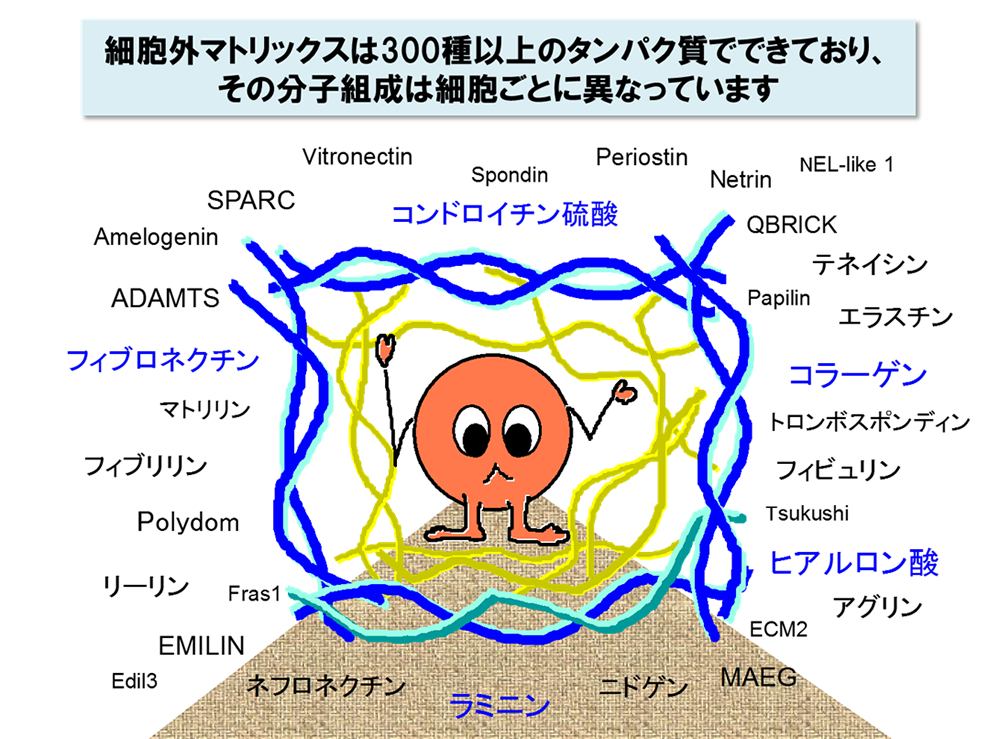 細胞外マトリックスは300種以上のタンパク質でできており、
その分子組成は細胞ごとに異なっています
Vitronectin
Spondin
Periostin
NEL-like 1
Netrin
SPARC
コンドロイチン硫酸
QBRICK
Amelogenin
テネイシン
ADAMTS
Papilin
エラスチン
フィブロネクチン
コラーゲン
マトリリン
トロンボスポンディン
フィブリリン
フィビュリン
Polydom
Tsukushi
ヒアルロン酸
リーリン
Fras1
アグリン
EMILIN
ECM2
Edil3
ネフロネクチン
ラミニン
ニドゲン
MAEG